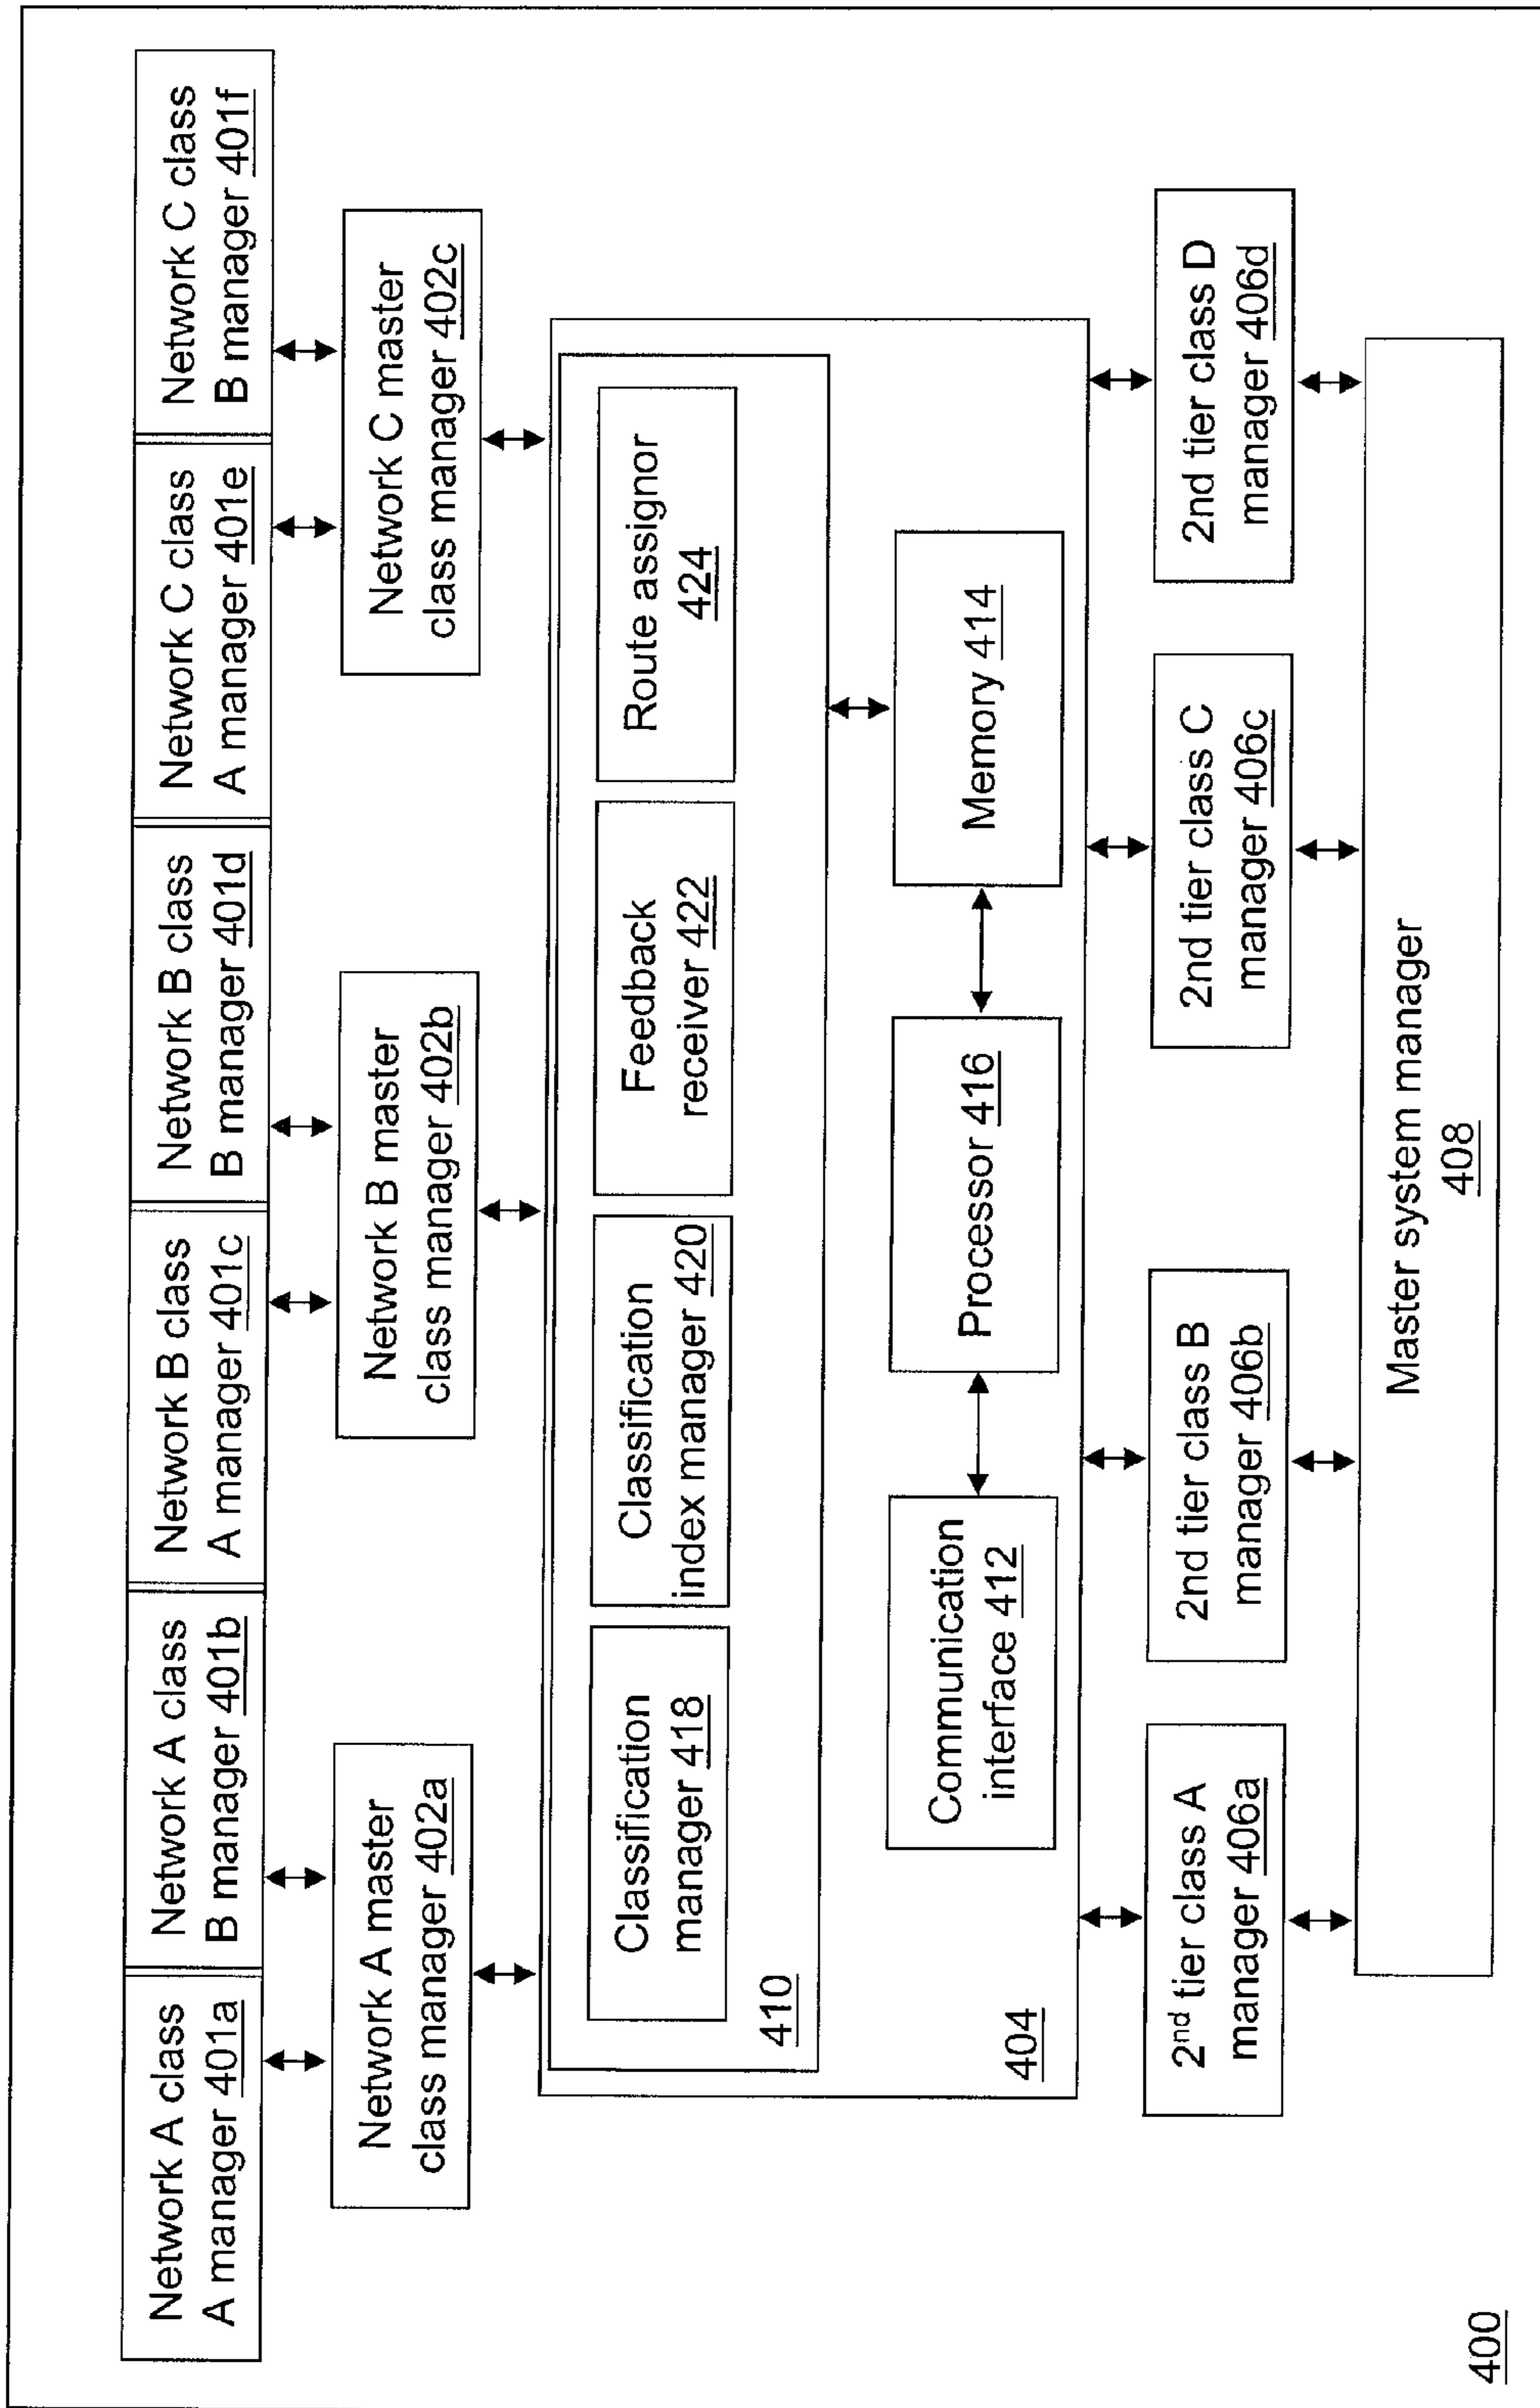 Network A class
A manager 401a
Network A class
B manager 401b
Network B class
A manager 401c
Network B class
B manager 401d
Network C class
A manager 401e
Network C class
B manager 401f
Network A master
class manager 402a
Network B master
class manager 402b
Network C master
class manager 402c
Classification
manager 418
Classification
index manager 420
Feedback
receiver 422
Route assignor
424
410
Communication
interface 412
Processor 416
Memory 414
404
2nd tier class A
manager 406a
2nd tier class B
manager 406b
2nd tier class C
manager 406c
2nd tier class D
manager 406d
Master system manager
408
400